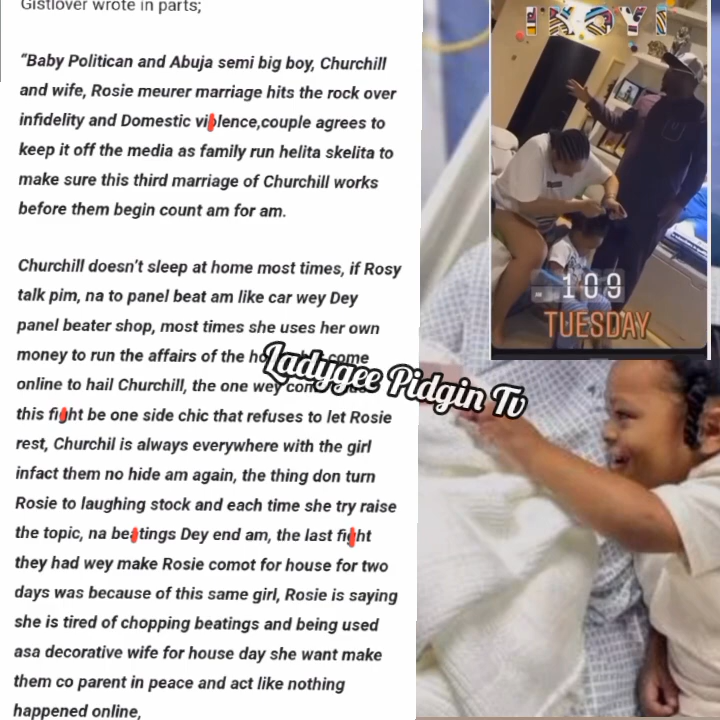 Gistlover wrote in parts;
“Baby Politican and Abuja semi big boy, Churchill
and wife, Rosie meurer marriage hits the rock over
infidelity and Domestic violence,couple agrees to
keep it off the media as family run helita skelita to
make sure this third marriage of Churchill works
before them begin count am for am.
Churchill doesn’t sleep at home most times, if Rosy
talk pim, na to panel beat am like car wey Dey
panel beater shop, most times she uses her own
money to run the affairs of the come
online to hail Churchill, the one wey
this fight be one side chic that refuses to let Rosie
rest, Churchil is always everywhere with the girl
infact them no hide am again, the thing don turn
Rosie to laughing stock and each time she try raise
the topic, na beatings Dey end am, the last fight
they had wey make Rosie comot for house for two
days was because of this same girl, Rosie is saying
she is tired of chopping beatings and being used
asa decorative wife for house day she want make
them co parent in peace and act like nothing
happened online,
Ladygee Pidgin Tv
109
TUESDAY